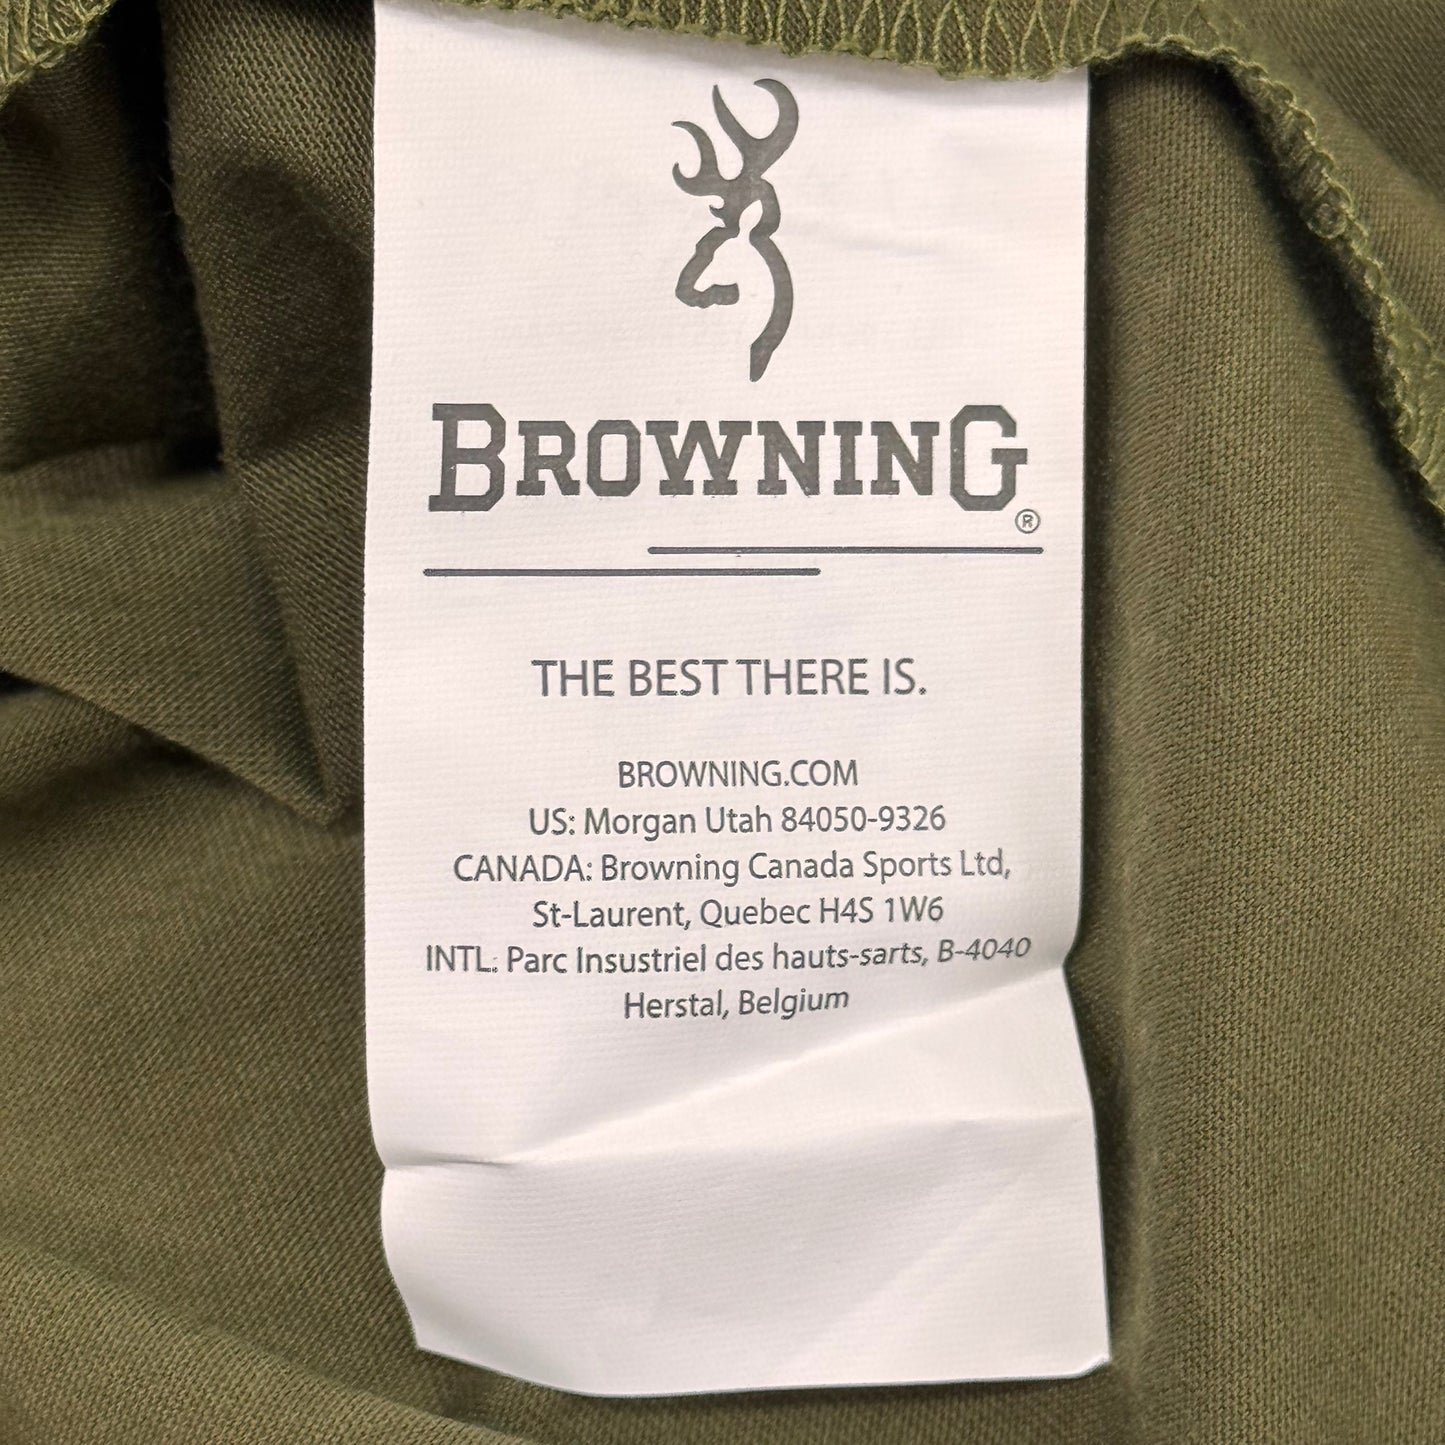 BROWNING®
THE BEST THERE IS.
BROWNING.COM
US: Morgan Utah 84050-9326
CANADA: Browning Canada Sports Ltd,
St-Laurent, Quebec H4S 1W6
INTL: Parc Insustriel des hauts-sarts, B-4040
Herstal, Belgium